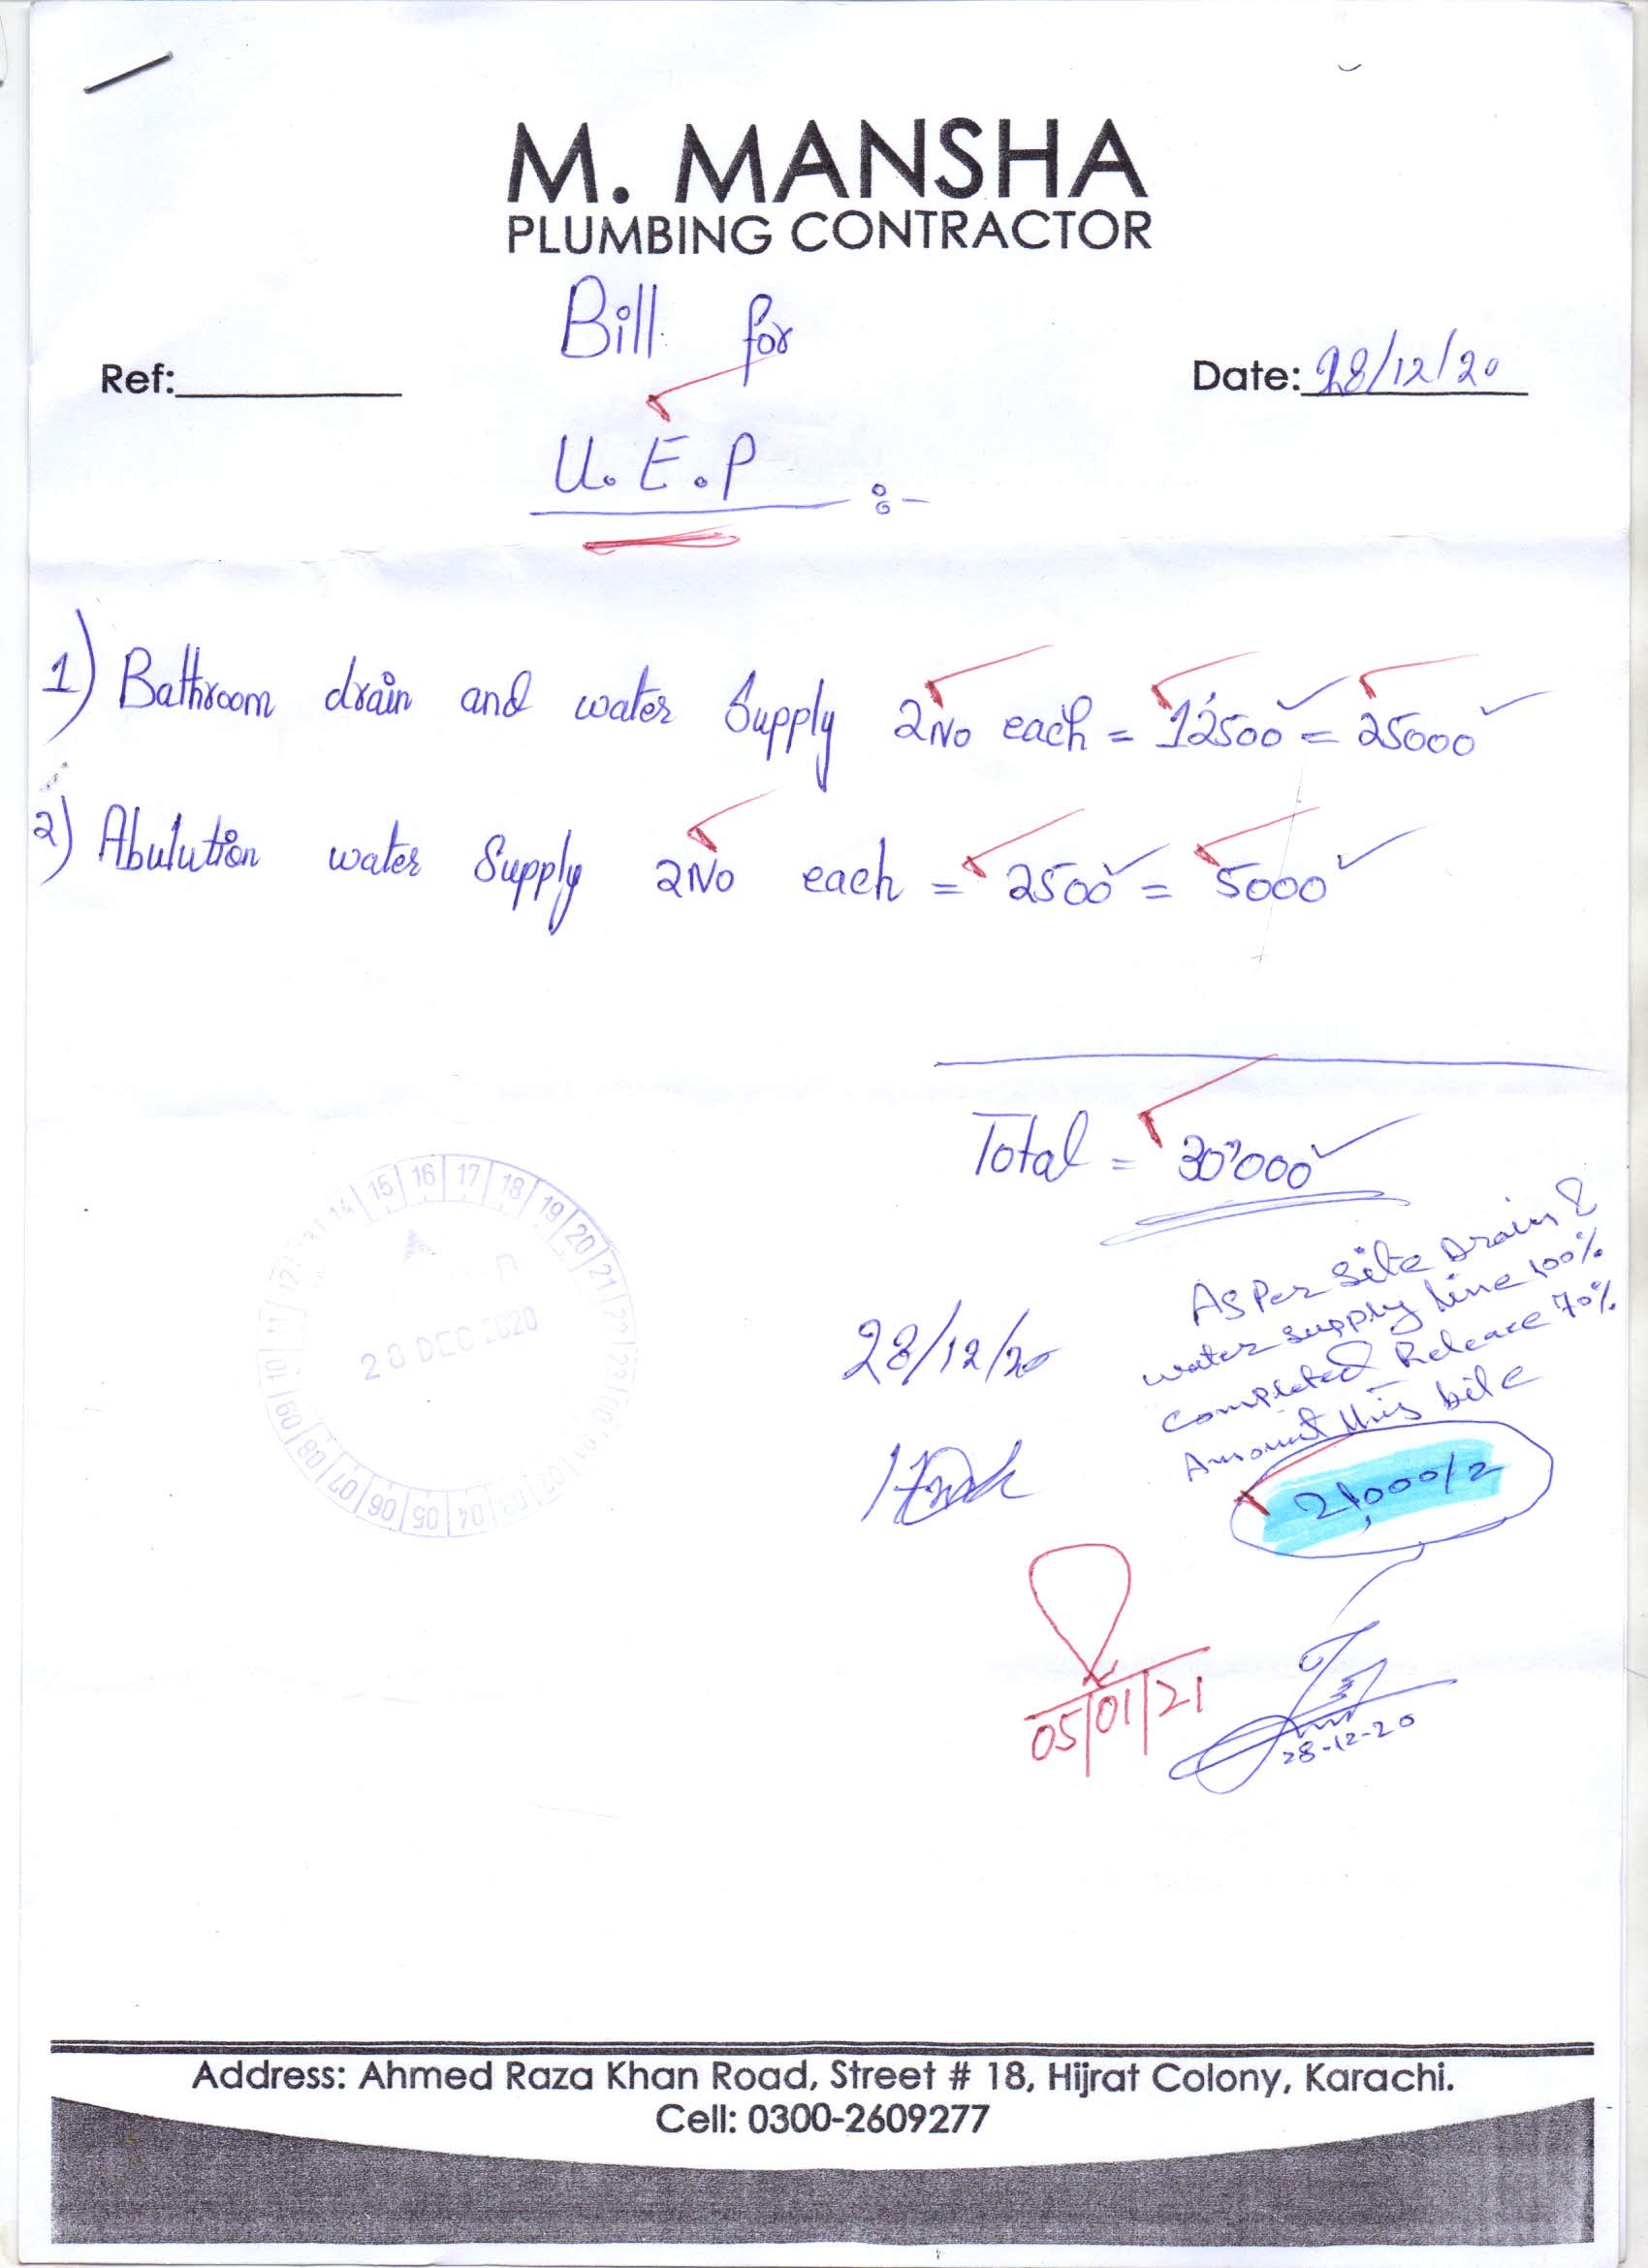 M. MANSHA
PLUMBING CONTRACTOR
Bill for
Ref:
Date: 28/12/20
U.E.P :-
1) Bathroom drain and water Supply 2No each = 12500 = 25000
2) Abulution water Supply 2No each = 2500 = 5000
Total = 30'000
As Per Site Drain &
water supply line 100%
completed Release 70%
Amount this bile
21,000/=
28/12/20
05/01/21
28-12-20
14 15 16 17 18 19 20 21 22 23 00 01 02 03 04 05 06 07 08 09 10 11 12
28 DEC 2020
Address: Ahmed Raza Khan Road, Street # 18, Hijrat Colony, Karachi.
Cell: 0300-2609277